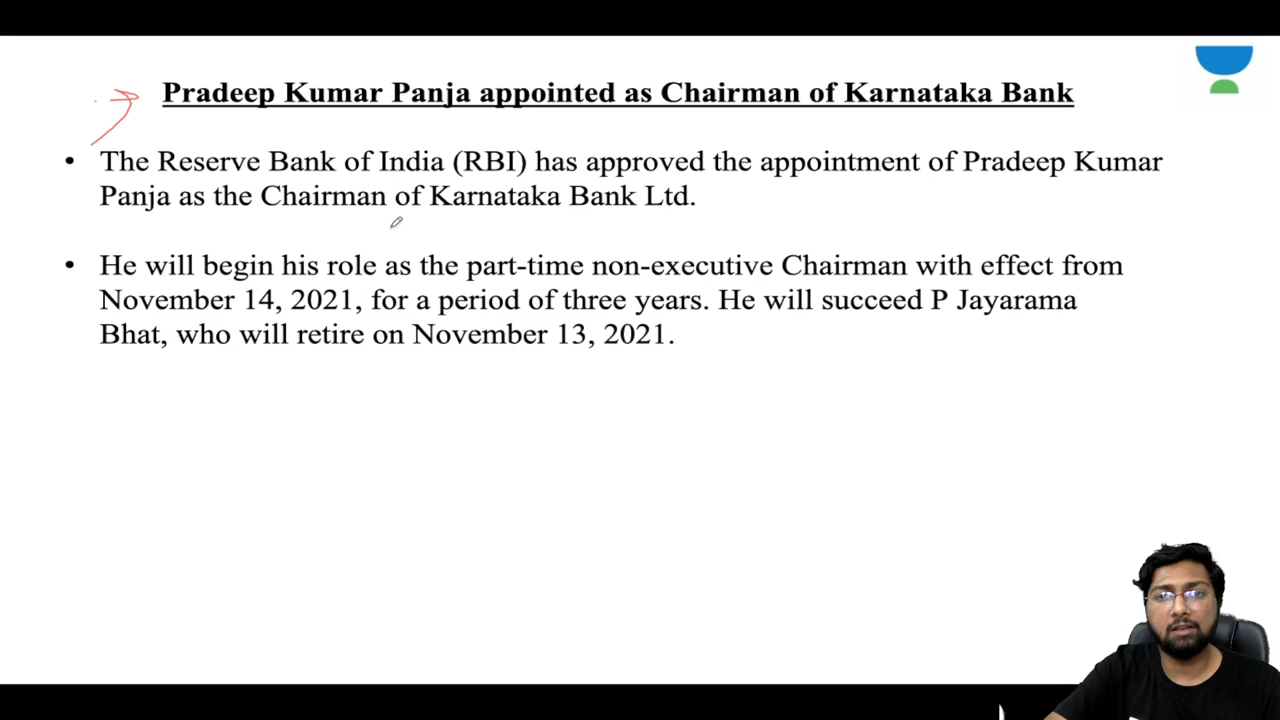 Pradeep Kumar Panja appointed as Chairman of Karnataka Bank
• The Reserve Bank of India (RBI) has approved the appointment of Pradeep Kumar
Panja as the Chairman of Karnataka Bank Ltd.
• He will begin his role as the part-time non-executive Chairman with effect from
November 14, 2021, for a period of three years. He will succeed P Jayarama
Bhat, who will retire on November 13, 2021.